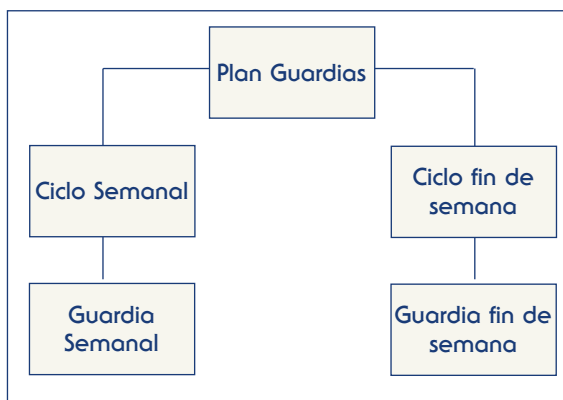 Plan Guardias
Ciclo Semanal
Ciclo fin de
semana
Guardia
Semanal
Guardia fin de
semana